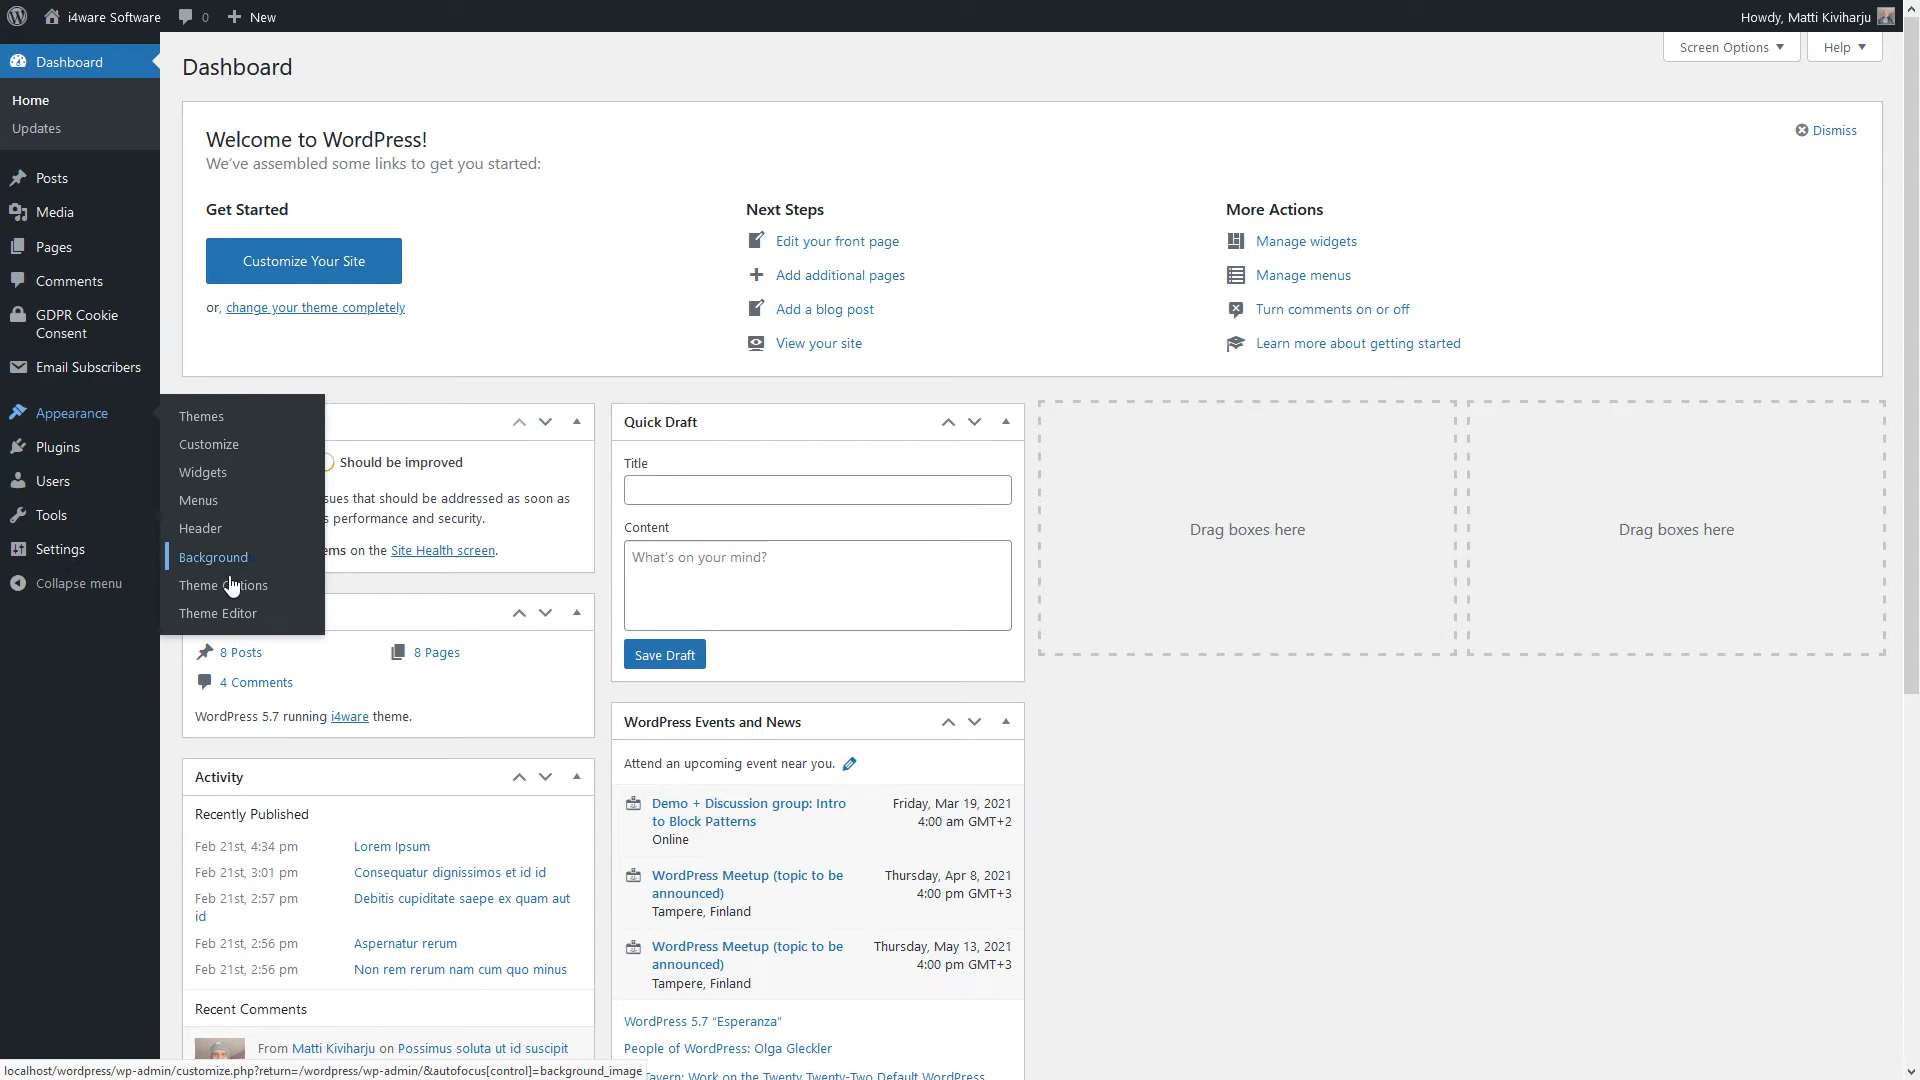 i4ware Software
0
New
Howdy, Matti Kiviharju
Dashboard
Home
Updates
Posts
Media
Pages
Comments
GDPR Cookie
Consent
Email Subscribers
Appearance
Plugins
Users
Tools
Settings
Collapse menu
Themes
Customize
Widgets
Menus
Header
Background
Theme
Theme Editor
Screen Options
Help
Dashboard
Welcome to WordPress!
We've assembled some links to get you started:
Dismiss
Get Started
Customize Your Site
or, change your theme completely
Next Steps
Edit your front page
Add additional pages
Add a blog post
View your site
More Actions
Manage widgets
Manage menus
Turn comments on or off
Learn more about getting started
Should be improved
that should be addressed as soon as
performance and security.
on the Site Health screen.
8 Posts
8 Pages
4 Comments
WordPress 5.7 running i4ware theme.
Activity
Recently Published
Feb 21st, 4:34 pm Lorem Ipsum
Feb 21st, 3:01 pm Consequatur dignissimos et id id
Feb 21st, 2:57 pm Debitis cupiditate saepe ex quam aut
id
Feb 21st, 2:56 pm Aspernatur rerum
Feb 21st, 2:56 pm Non rem rerum nam cum quo minus
Recent Comments
From Matti Kiviharju on Possimus soluta ut id suscipit
Quick Draft
Title
Content
What's on your mind?
Save Draft
WordPress Events and News
Attend an upcoming event near you.
Demo + Discussion group: Intro
to Block Patterns
Online
Friday, Mar 19, 2021
4:00 am GMT+2
WordPress Meetup (topic to be
announced)
Tampere, Finland
Thursday, Apr 8, 2021
4:00 pm GMT+3
WordPress Meetup (topic to be
announced)
Tampere, Finland
Thursday, May 13, 2021
4:00 pm GMT+3
WordPress 5.7 “Esperanza”
People of WordPress: Olga Gleckler
Tavern: Work on the Twenty Twenty-Two Default WordPress
Drag boxes here
Drag boxes here
localhost/wordpress/wp-admin/customize.php?return=/wordpress/wp-admin/&autofocus[control]=background_image